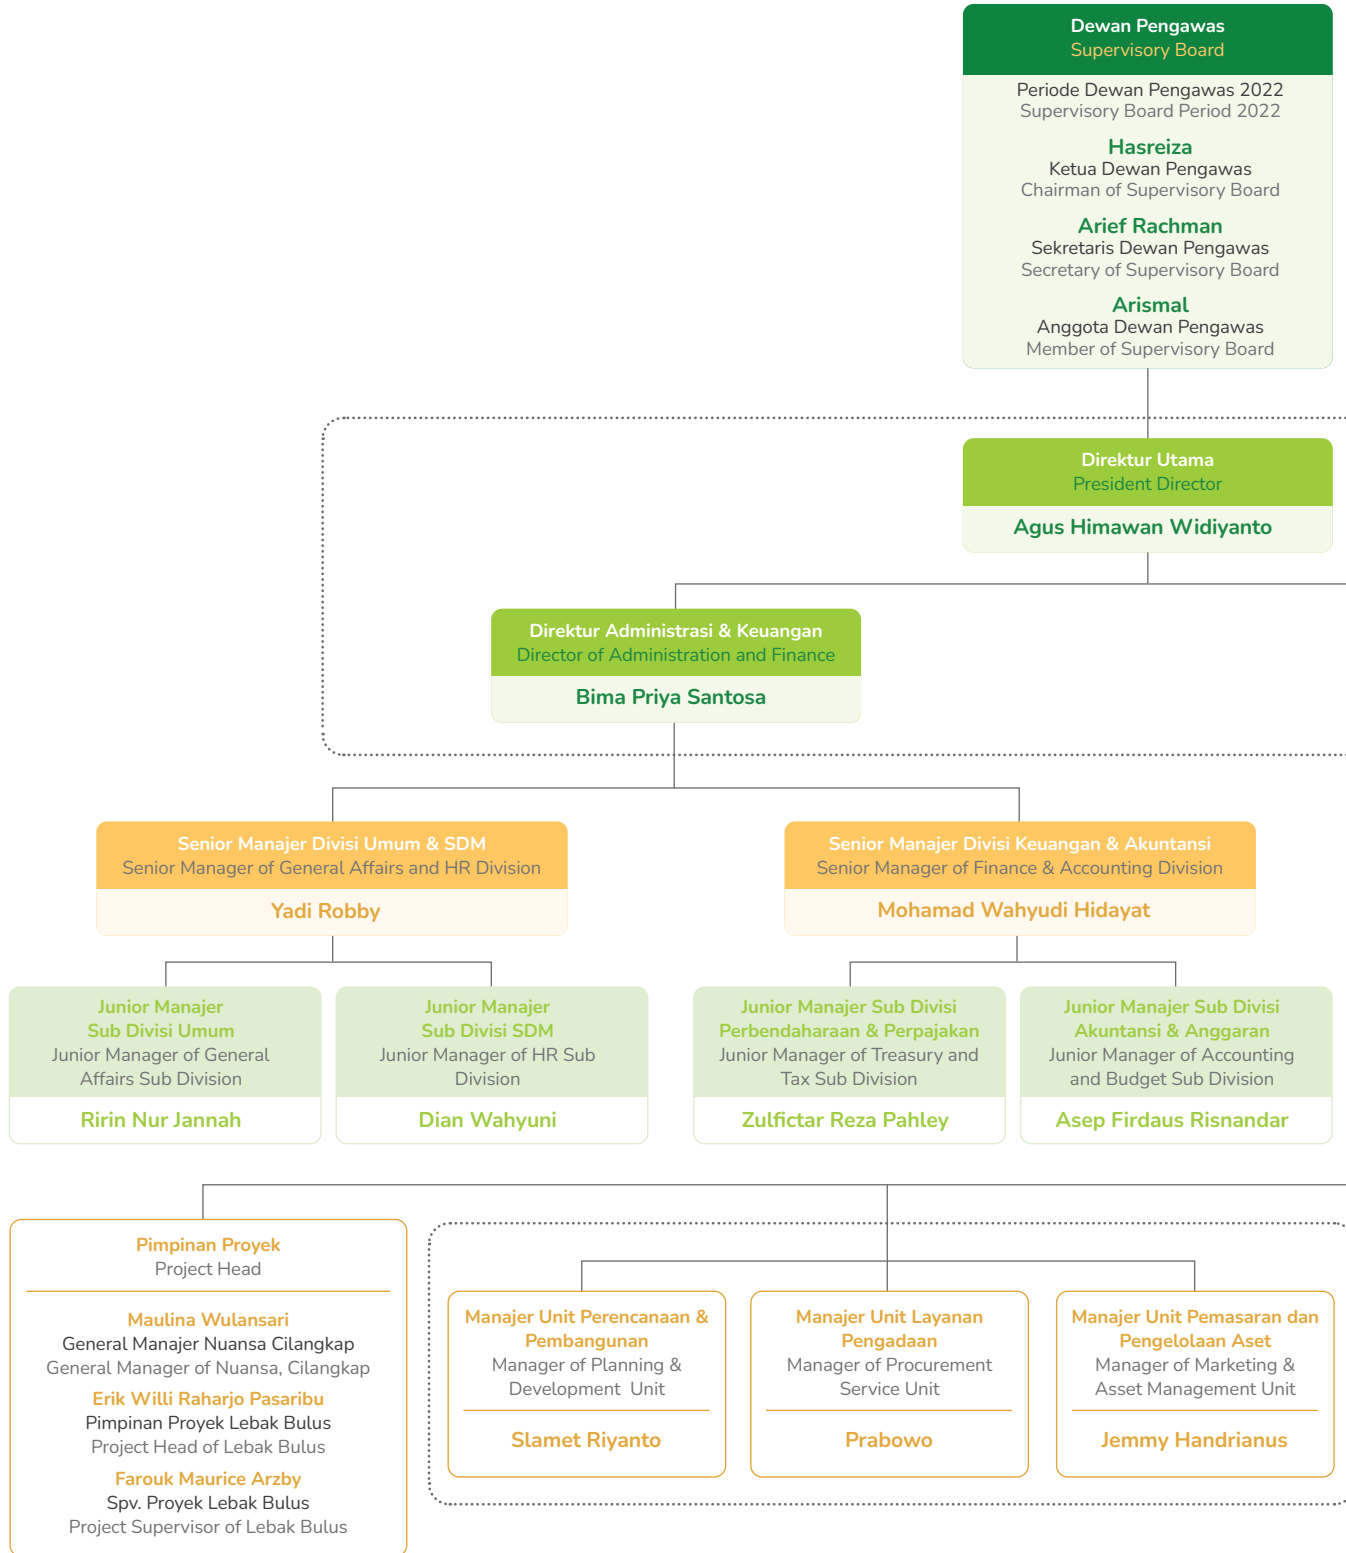 Dewan Pengawas
Supervisory Board
Periode Dewan Pengawas 2022
Supervisory Board Period 2022
Hasreiza
Ketua Dewan Pengawas
Chairman of Supervisory Board
Arief Rachman
Sekretaris Dewan Pengawas
Secretary of Supervisory Board
Arismal
Anggota Dewan Pengawas
Member of Supervisory Board
Direktur Utama
President Director
Agus Himawan Widiyanto
Direktur Administrasi & Keuangan
Director of Administration and Finance
Bima Priya Santosa
Senior Manajer Divisi Umum & SDM
Senior Manager of General Affairs and HR Division
Yadi Robby
Senior Manajer Divisi Keuangan & Akuntansi
Senior Manager of Finance & Accounting Division
Mohamad Wahyudi Hidayat
Junior Manajer
Sub Divisi Umum
Junior Manager of General
Affairs Sub Division
Ririn Nur Jannah
Junior Manajer
Sub Divisi SDM
Junior Manager of HR Sub
Division
Dian Wahyuni
Junior Manajer Sub Divisi
Perbendaharaan & Perpajakan
Junior Manager of Treasury and
Tax Sub Division
Zulfictar Reza Pahley
Junior Manajer Sub Divisi
Akuntansi & Anggaran
Junior Manager of Accounting
and Budget Sub Division
Asep Firdaus Risnandar
Pimpinan Proyek
Project Head
Maulina Wulansari
General Manajer Nuansa Cilangkap
General Manager of Nuansa, Cilangkap
Erik Willi Raharjo Pasaribu
Pimpinan Proyek Lebak Bulus
Project Head of Lebak Bulus
Farouk Maurice Arzby
Spv. Proyek Lebak Bulus
Project Supervisor of Lebak Bulus
Manajer Unit Perencanaan &
Pembangunan
Manager of Planning &
Development Unit
Slamet Riyanto
Manajer Unit Layanan
Pengadaan
Manager of Procurement
Service Unit
Prabowo
Manajer Unit Pemasaran dan
Pengelolaan Aset
Manager of Marketing &
Asset Management Unit
Jemmy Handrianus